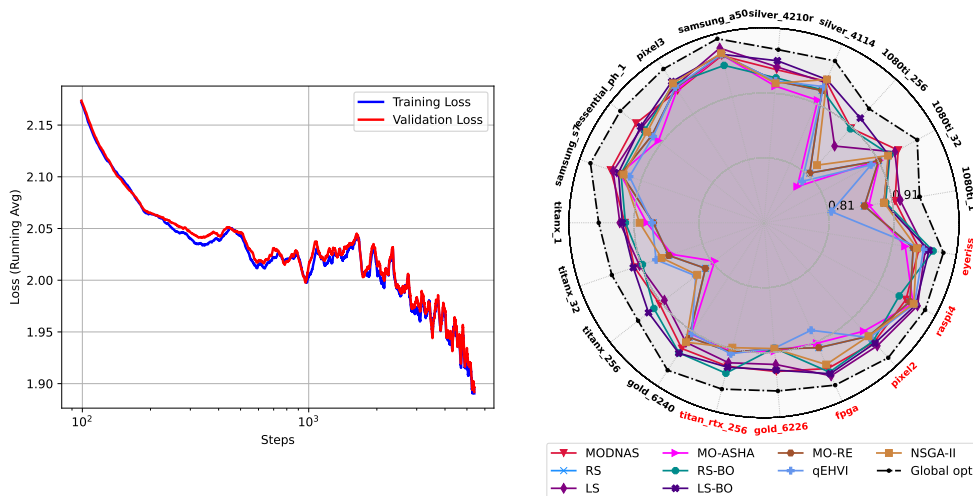 Training Loss
Validation Loss
2.15
2.10
2.05
2.00
1.95
1.90
10²
10³
Steps
Loss (Running Avg)
samsung_a50
silver_4210r
silver_4114
1080ti_256
1080ti_32
1080ti_1
eyeriss
raspi4
pixel2
fpga
gold_6226
titan_rtx_256
gold_6240
titanx_256
titanx_32
titanx_1
samsung_s7
essential_ph_1
pixel3
0.81
0.91
MODNAS
RS
LS
MO-ASHA
RS-BO
LS-BO
MO-RE
qEHVI
NSGA-II
Global opt